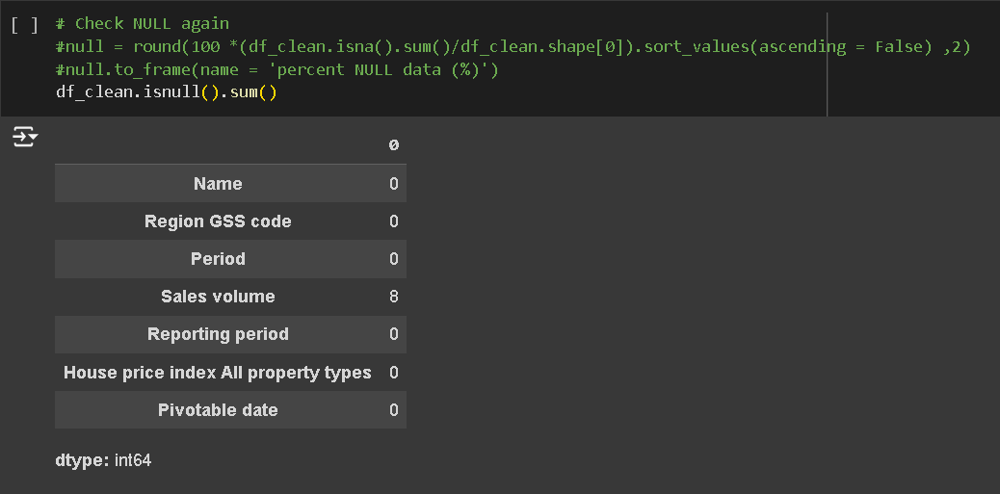 [ ] # Check NULL again
#null = round(100 *(df_clean.isna().sum()/df_clean.shape[0]).sort_values(ascending = False) ,2)
#null.to_frame(name = 'percent NULL data (%)')
df_clean.isnull().sum()
0
Name 0
Region GSS code 0
Period 0
Sales volume 8
Reporting period 0
House price index All property types 0
Pivotable date 0
dtype: int64